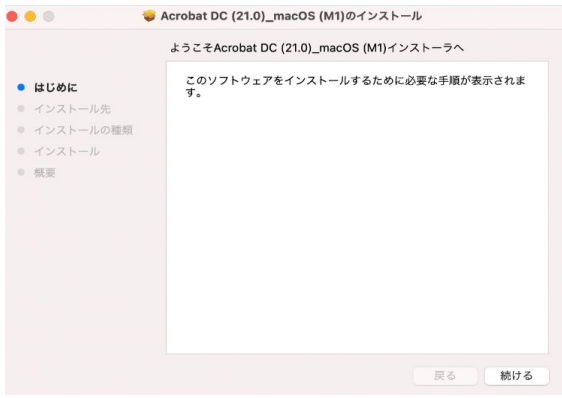 Acrobat DC (21.0)_macOS (M1)のインストール
ようこそAcrobat DC (21.0)_macOS (M1)インストーラへ
はじめに
インストール先
インストールの種類
インストール
概要
このソフトウェアをインストールするために必要な手順が表示されま
す。
戻る
続ける